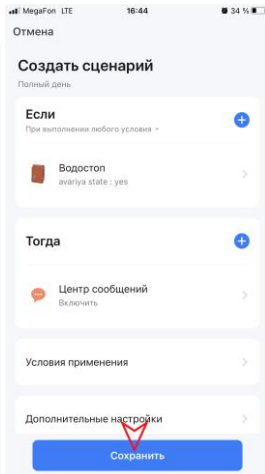 MegaFon LTE 16:44 34 %
Отмена
Создать сценарий
Полный день
Если
При выполнении любого условия
Водостоп
avariya state : yes
Тогда
Центр сообщений
Включить
Условия применения
Дополнительные настройки
Сохранить